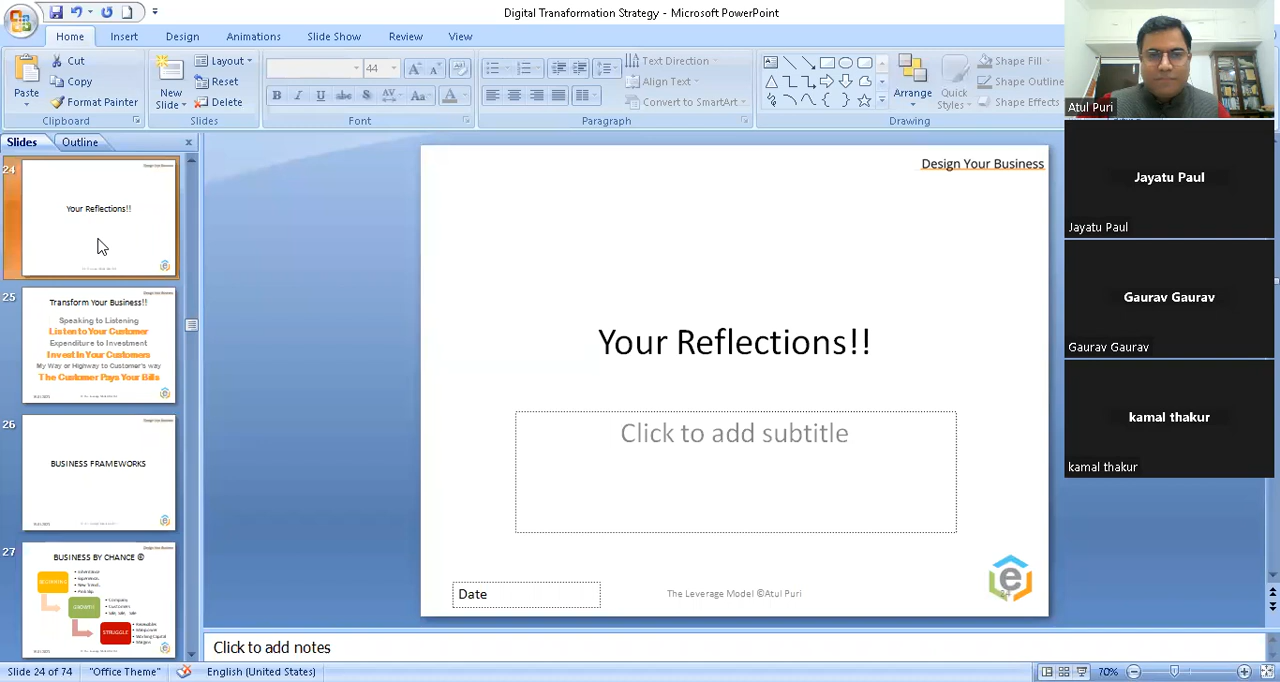 Digital Tranaformation Strategy - Microsoft PowerPoint
Home Insert Design Animations Slide Show Review View
Paste
Cut
Copy
Format Painter
Clipboard
New Slide
Layout
Reset
Delete
Slides
44
Font
Text Direction
Align Text
Convert to SmartArt
Paragraph
Arrange
Quick Styles
Shape Fill
Shape Outline
Shape Effects
Drawing
Atul Puri
Jayatu Paul
Jayatu Paul
Gaurav Gaurav
Gaurav Gaurav
kamal thakur
kamal thakur
Slides Outline
24
Your Reflections!!
25
Transform Your Business!!
Speaking to Listening
Listen to Your Customer
Expenditure to Investment
Invest In Your Customers
My Way or Highway to Customer's way
The Customer Pays Your Bills
26
BUSINESS FRAMEWORKS
27
BUSINESS BY CHANCE
BEGINNING
GROWTH
STRUGGLE
Design Your Business
Your Reflections!!
Click to add subtitle
Date
The Leverage Model ©Atul Puri
24
Click to add notes
Slide 24 of 74 "Office Theme" English (United States) 70%